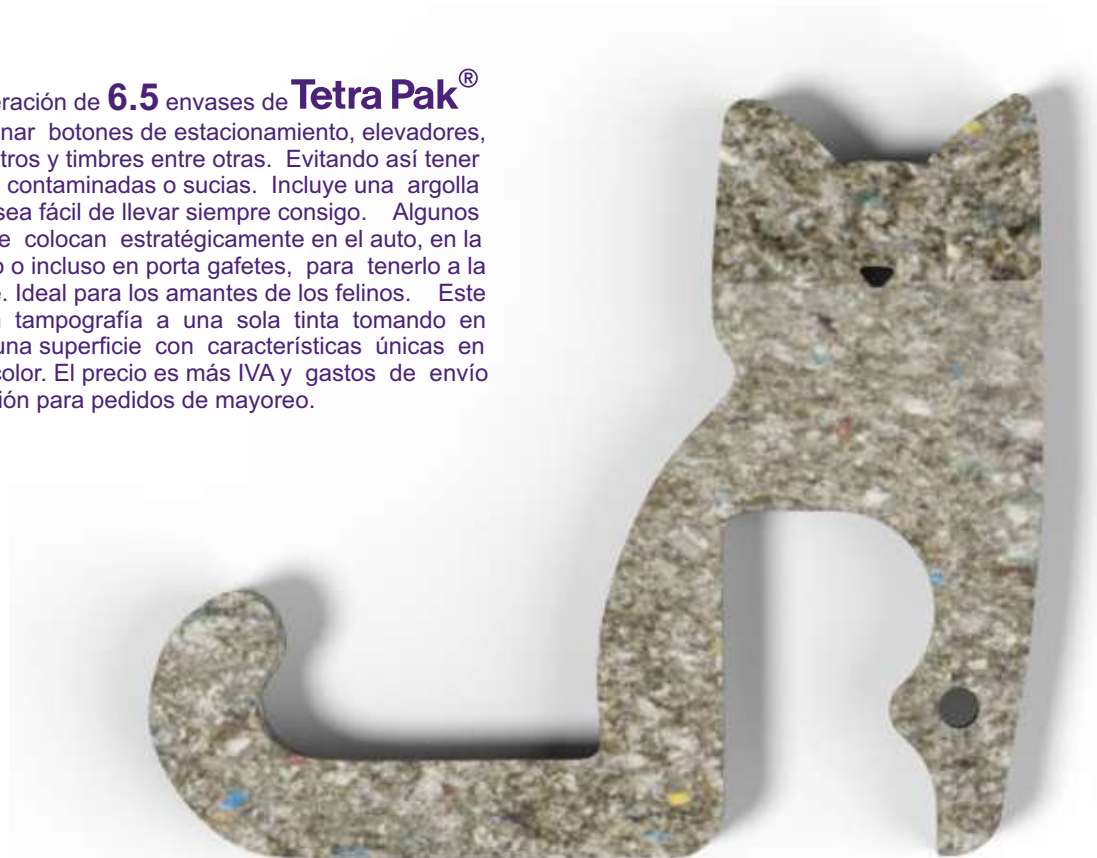 eración de 6.5 envases de Tetra Pak®
nar botones de estacionamiento, elevadores,
tros y timbres entre otras. Evitando así tener
contaminadas o sucias. Incluye una argolla
sea fácil de llevar siempre consigo. Algunos
e colocan estratégicamente en el auto, en la
o o incluso en porta gafetes, para tenerlo a la
. Ideal para los amantes de los felinos. Este
tampografía a una sola tinta tomando en
una superficie con características únicas en
color. El precio es más IVA y gastos de envío
ión para pedidos de mayoreo.